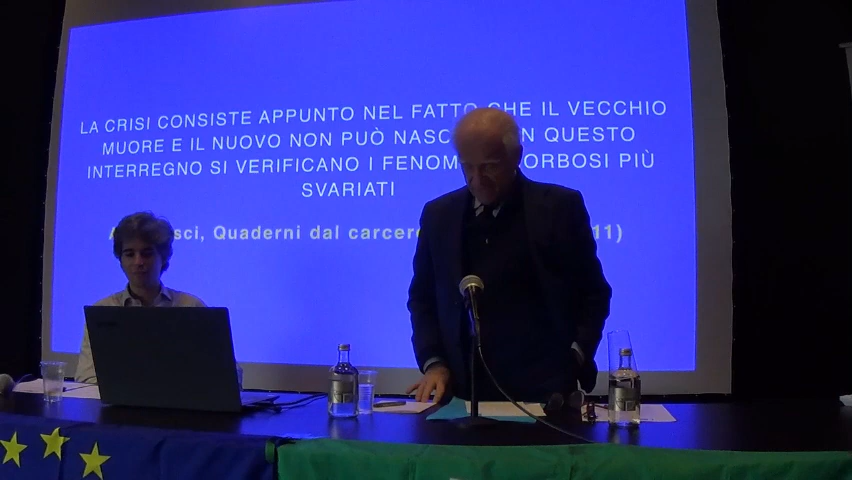 LA CRISI CONSISTE APPUNTO NEL FATTO CHE IL VECCHIO
MUORE E IL NUOVO NON PUÒ QUESTO
INTERREGNO SI VERIFICANO I PIÙ
SVARIATI
Quaderni dal 11)